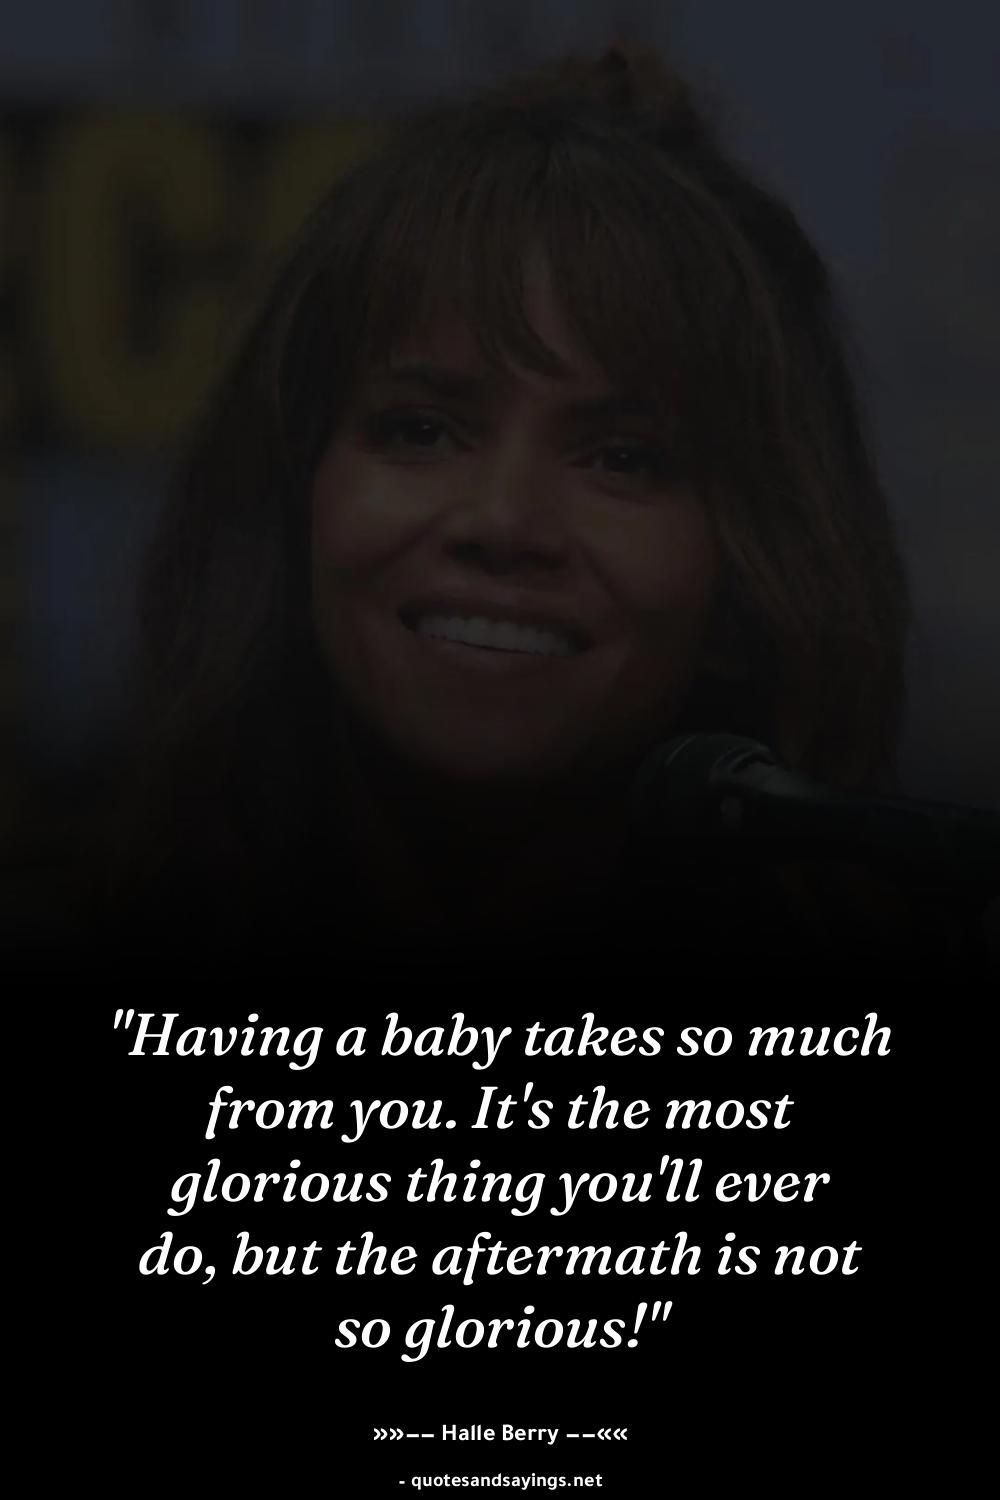 "Having a baby takes so much
from you. It's the most
glorious thing you'll ever
do, but the aftermath is not
so glorious!"
»»–– Halle Berry ––««
- quotesandsayings.net